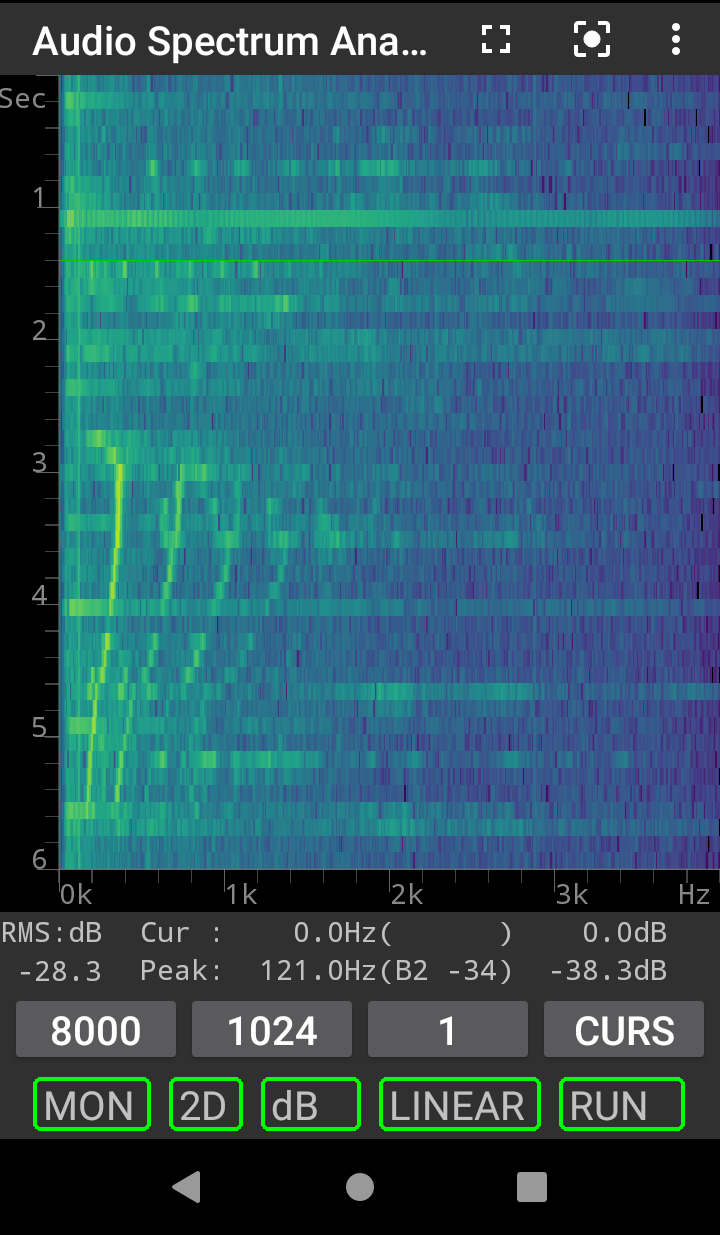 Audio Spectrum Ana…
Sec
1
2
3
4
5
6
0k 1k 2k 3k Hz
RMS:dB Cur : 0.0Hz( ) 0.0dB
-28.3 Peak: 121.0Hz(B2 -34) -38.3dB
8000 1024 1 CURS
MON 2D dB LINEAR RUN